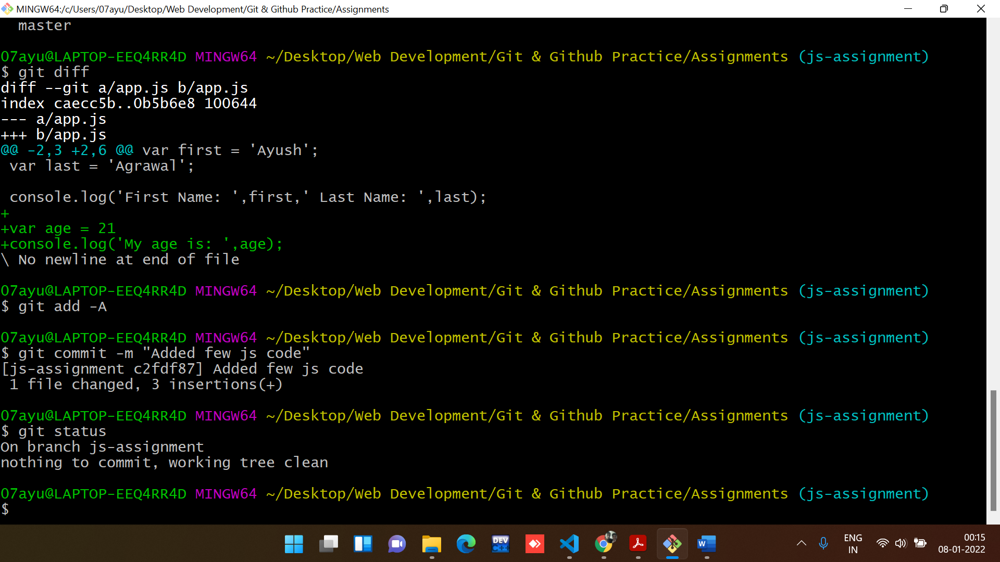 MINGW64:/c/Users/07ayu/Desktop/Web Development/Git & Github Practice/Assignments
  master
07ayu@LAPTOP-EEQ4RR4D MINGW64 ~/Desktop/Web Development/Git & Github Practice/Assignments (js-assignment)
$ git diff
diff --git a/app.js b/app.js
index caecc5b..0b5b6e8 100644
--- a/app.js
+++ b/app.js
@@ -2,3 +2,6 @@ var first = 'Ayush';
 var last = 'Agrawal';
 console.log('First Name: ',first,' Last Name: ',last);
+
+var age = 21
+console.log('My age is: ',age);
\ No newline at end of file
07ayu@LAPTOP-EEQ4RR4D MINGW64 ~/Desktop/Web Development/Git & Github Practice/Assignments (js-assignment)
$ git add -A
07ayu@LAPTOP-EEQ4RR4D MINGW64 ~/Desktop/Web Development/Git & Github Practice/Assignments (js-assignment)
$ git commit -m "Added few js code"
[js-assignment c2fdf87] Added few js code
 1 file changed, 3 insertions(+)
07ayu@LAPTOP-EEQ4RR4D MINGW64 ~/Desktop/Web Development/Git & Github Practice/Assignments (js-assignment)
$ git status
On branch js-assignment
nothing to commit, working tree clean
07ayu@LAPTOP-EEQ4RR4D MINGW64 ~/Desktop/Web Development/Git & Github Practice/Assignments (js-assignment)
$
DEV
C++
W
ENG
IN
00:15
08-01-2022